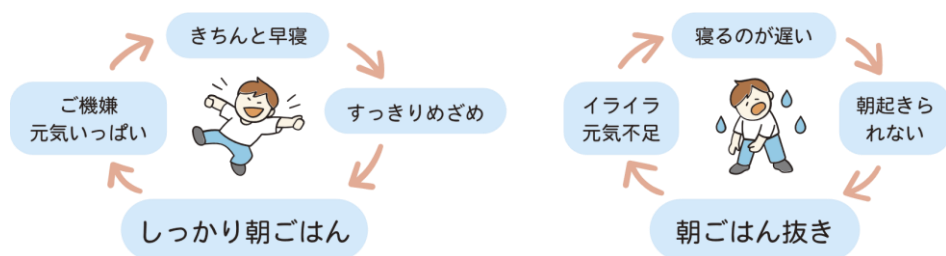 きちんと早寝
すっきりめざめ
しっかり朝ごはん
ご機嫌
元気いっぱい
寝るのが遅い
朝起きら
れない
朝ごはん抜き
イライラ
元気不足